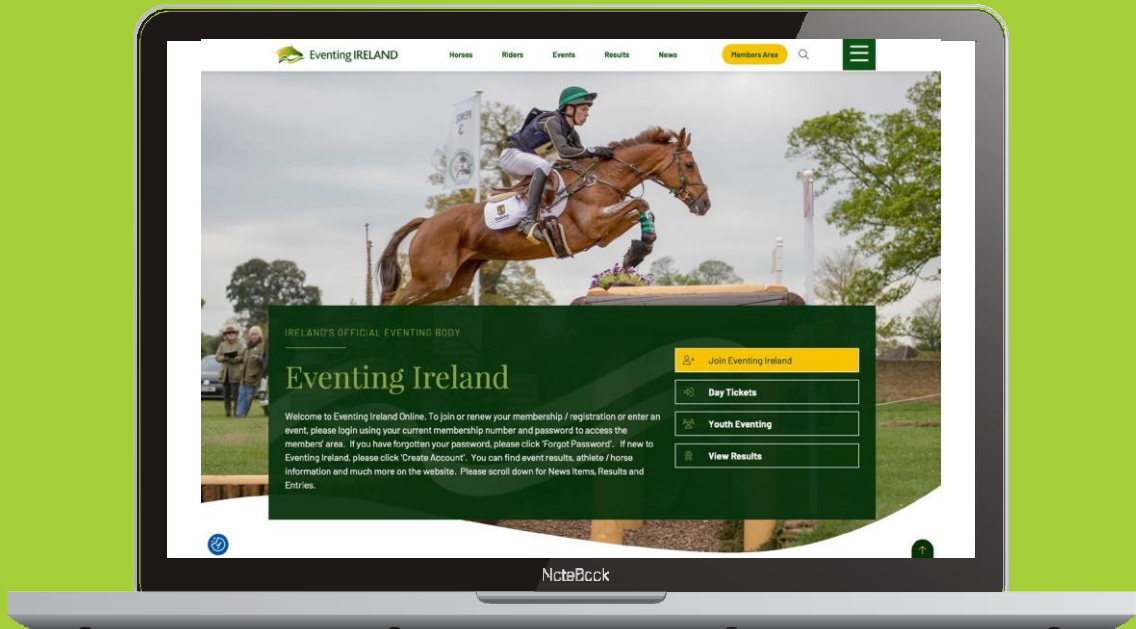 Eventing IRELAND
Horses Riders Events Results News Members Area
IRELAND'S OFFICIAL EVENTING BODY
Eventing Ireland
Welcome to Eventing Ireland Online. To join or renew your membership / registration or enter an
event, please login using your current membership number and password to access the
members' area. If you have forgotten your password, please click 'Forgot Password'. If new to
Eventing Ireland, please click 'Create Account'. You can find event results, athlete / horse
information and much more on the website. Please scroll down for News Items, Results and
Entries.
Join Eventing Ireland
Day Tickets
Youth Eventing
View Results